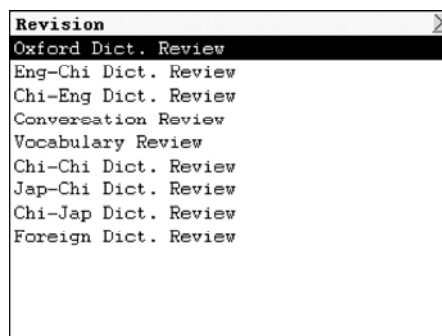 Revision
Oxford Dict. Review
Eng-Chi Dict. Review
Chi-Eng Dict. Review
Conversation Review
Vocabulary Review
Chi-Chi Dict. Review
Jap-Chi Dict. Review
Chi-Jap Dict. Review
Foreign Dict. Review